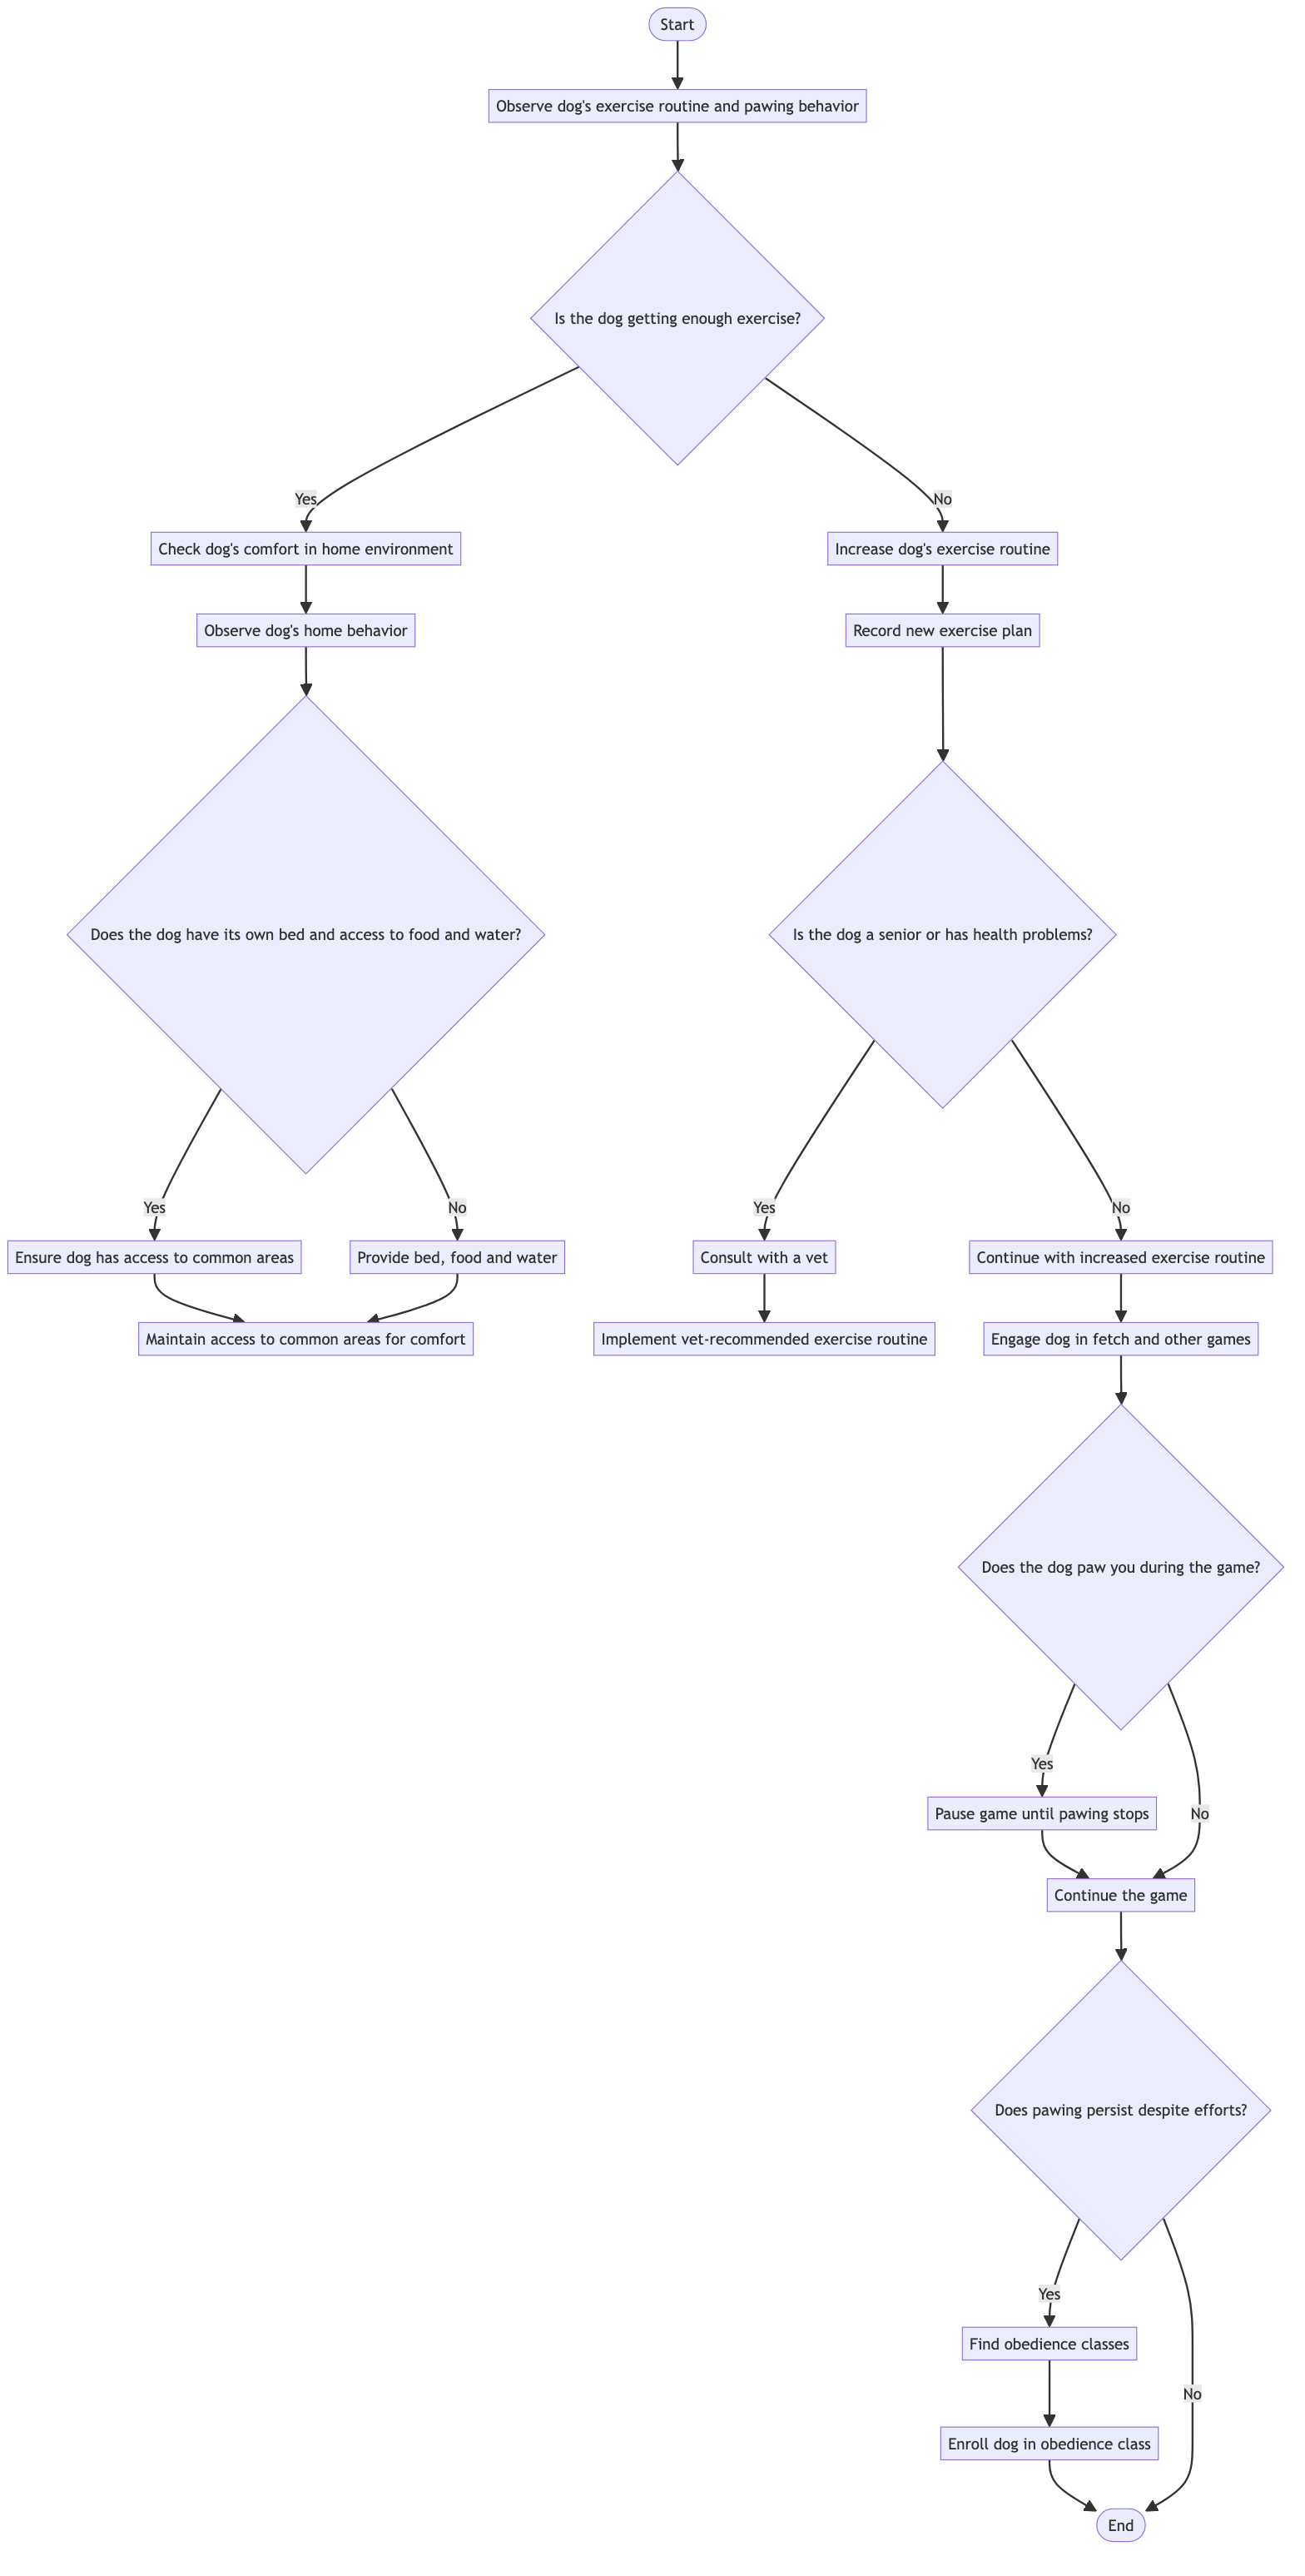 Start
Observe dog's exercise routine and pawing behavior
Is the dog getting enough exercise?
Yes
No
Check dog's comfort in home environment
Increase dog's exercise routine
Observe dog's home behavior
Record new exercise plan
Does the dog have its own bed and access to food and water?
Is the dog a senior or has health problems?
Yes
No
Yes
No
Ensure dog has access to common areas
Provide bed, food and water
Consult with a vet
Continue with increased exercise routine
Maintain access to common areas for comfort
Implement vet-recommended exercise routine
Engage dog in fetch and other games
Does the dog paw you during the game?
Yes
Pause game until pawing stops
No
Continue the game
Does pawing persist despite efforts?
Yes
Find obedience classes
No
Enroll dog in obedience class
End